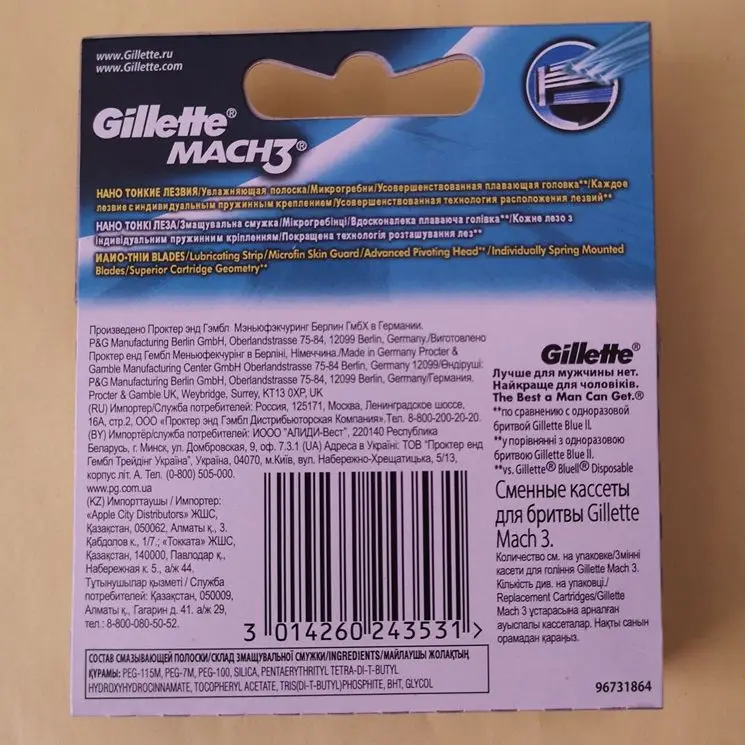 www.Gillette.ru
www.Gillette.com
Gillette®
MACH3®
НАНО ТОНКИЕ ЛЕЗВИЯ/Увлажняющая полоска/Микрогребни/Усовершенствованная плавающая головка**/Каждое
лезвие с индивидуальным пружинным креплением/Усовершенствованная технология расположения лезвий**
НАНО ТОНКІ ЛЕЗА/Змащувальна смужка/Мікрогребінці/Вдосконалека плаваюча голівка**/Кожне лезо з
індивідуальним пружинним кріпленням/Покращена технологія розташування лез**
ИАИО-THIИ BLADES/Lubricating Strip/Microfin Skin Guard/Advanced Pivoting Head**/Individually Spring Mounted
Blades/Superior Cartridge Geometry**
Произведено Проктер энд Гэмбл Мэньюфэкчуринг Берлин ГмбХ в Германии.
P&G Manufacturing Berlin GmbH, Oberlandstrasse 75-84, 12099 Berlin, Germany./Виготовлено
Проктер енд Гембл Меньюфекчурінг в Берліні, Німеччина./Made in Germany Procter &
Gamble Manufacturing Center GmbH Oberlandstrasse 75-84, Germany 12099/Өндіруші:
P&G Manufacturing Berlin GmbH, Oberlandstrasse 75-84, 12099 Berlin, Germany/Германия.
Procter & Gamble UK, Weybridge, Surrey, KT13 0XP, UK
(RU) Импортер/Служба потребителей: Россия, 125171, Москва, Ленинградское шоссе,
16А, стр.2, ООО «Проктер энд Гэмбл Дистрибьюторская Компания».Тел. 8-800-200-20-20.
(BY) Импортёр/служба потребителей: ИООО "АЛИДИ-Вест", 220140 Республика
Беларусь, г. Минск, ул. Домбровская, 9, оф. 7.3.1 (UA) Адреса в Україні: ТОВ "Проктер енд
Гембл Трейдінг Україна", Україна, 04070, м.Київ, вул. Набережно-Хрещатицька, 5/13,
корпус літ А. Тел. (0-800) 505-000.
www.pg.com.ua
(KZ) Импорттаушы / Импортер:
«Apple City Distributors» ЖШС,
Қазақстан, 050062, Алматы қ., 3.
Қабдолов к., 1/7.; «Токката» ЖШС,
Қазақстан, 140000, Павлодар қ.,
Набережная к. 5., а/ж 44.
Тұтынушылар қызметі / Служба
потребителей: Қазақстан, 050009,
Алматы қ., Гагарин д. 41. а/ж 29,
тел.: 8-800-080-50-52.
3 014260 243531 >
Gillette®
Лучше для мужчины нет.
Найкраще для чоловіків.
The Best a Man Can Get.®
**по сравнению с одноразовой
бритвой Gillette Blue II.
**у порівнянні з одноразовою
бритвою Gillette Blue II.
**vs. Gillette® BlueII® Disposable
Сменные кассеты
для бритвы Gillette
Mach 3.
Количество см. на упаковке/Змінні
касети для гоління Gillette Mach 3.
Кількість див. на упаковці./
Replacement Cartridges/Gillette
Mach 3 ұстарасына арналған
ауыспалы кассеталар. Нақты санын
орамадан қараңыз.
СОСТАВ СМАЗЫВАЮЩЕЙ ПОЛОСКИ/СКЛАД ЗМАЩУВАЛЬНОЇ СМУЖКИ/INGREDIENTS/МАЙЛАУШЫ ЖОЛАҚТЫҢ
ҚҰРАМЫ: PEG-115M, PEG-7M, PEG-100, SILICA, PENTAERYTHRITYL TETRA-DI-T-BUTYL
HYDROXYHYDROCINNAMATE, TOCOPHERYL ACETATE, TRIS(DI-T-BUTYL)PHOSPHITE, BHT, GLYCOL
96731864